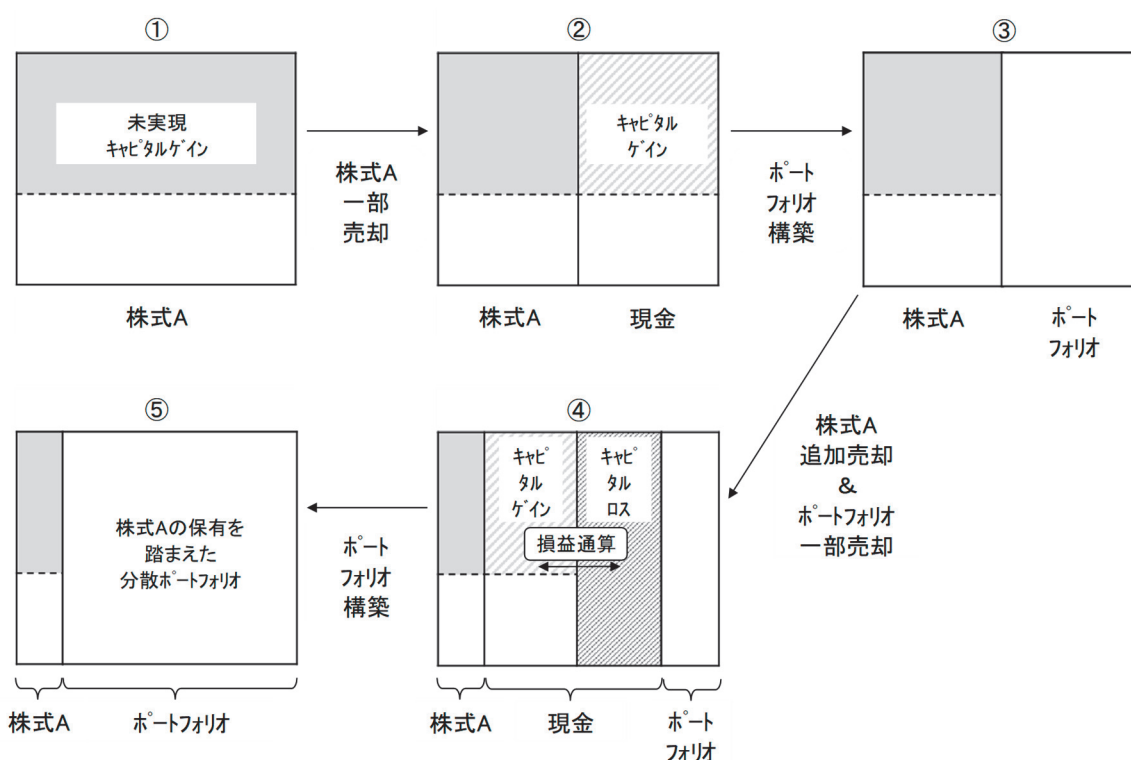 ①
未実現
ｷｬﾋﾟﾀﾙｹﾞｲﾝ
株式A
株式A
一部
売却
②
ｷｬﾋﾟﾀﾙ
ｹﾞｲﾝ
株式A
現金
ﾎﾟｰﾄ
ﾌｫﾘｵ
構築
③
株式A
ﾎﾟｰﾄ
ﾌｫﾘｵ
株式A
追加売却
&
ﾎﾟｰﾄﾌｫﾘｵ
一部売却
④
ｷｬﾋﾟ
ﾀﾙ
ｹﾞｲﾝ
ｷｬﾋﾟ
ﾀﾙ
ﾛｽ
損益通算
株式A
現金
ﾎﾟｰﾄ
ﾌｫﾘｵ
ﾎﾟｰﾄ
ﾌｫﾘｵ
構築
⑤
株式Aの保有を
踏まえた
分散ﾎﾟｰﾄﾌｫﾘｵ
株式A
ﾎﾟｰﾄﾌｫﾘｵ